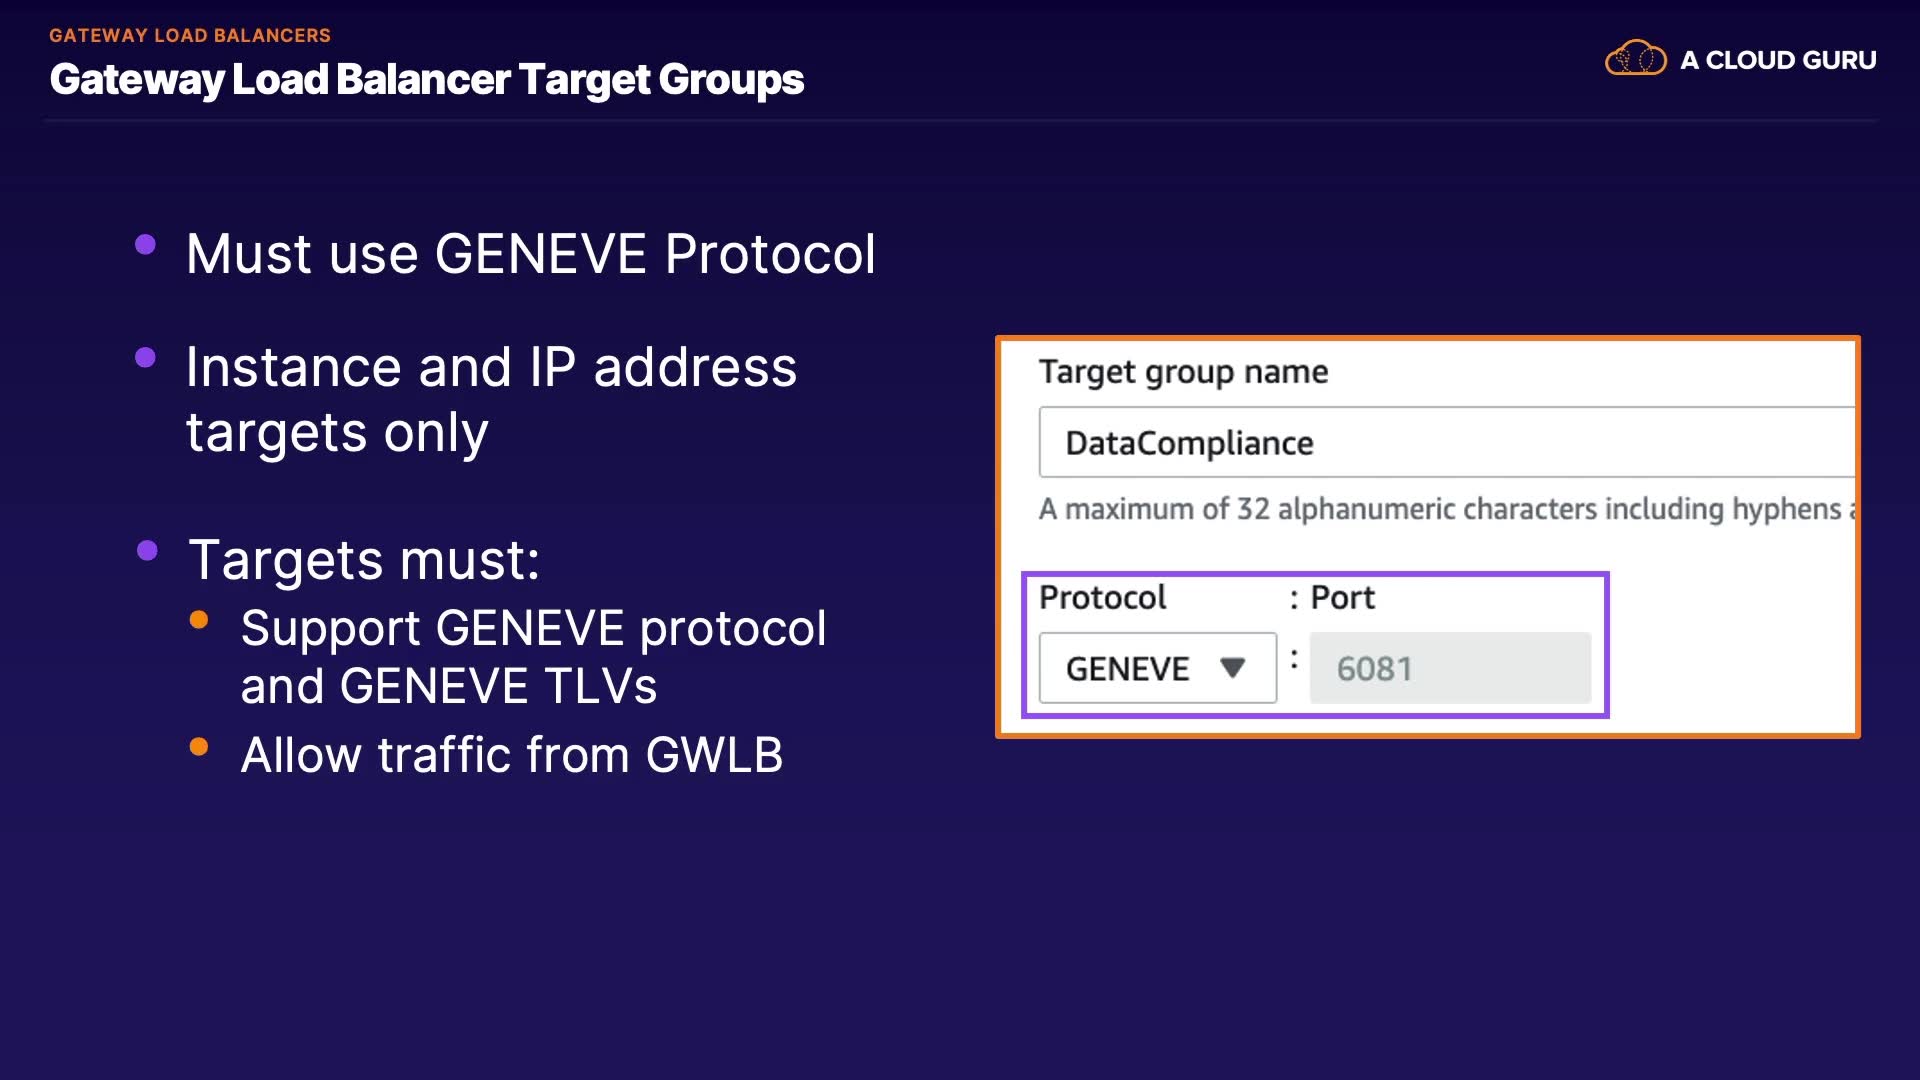 GATEWAY LOAD BALANCERS
Gateway Load Balancer Target Groups
A CLOUD GURU
• Must use GENEVE Protocol
• Instance and IP address
targets only
• Targets must:
• Support GENEVE protocol
and GENEVE TLVs
• Allow traffic from GWLB
Target group name
DataCompliance
A maximum of 32 alphanumeric characters including hyphens
Protocol : Port
GENEVE : 6081